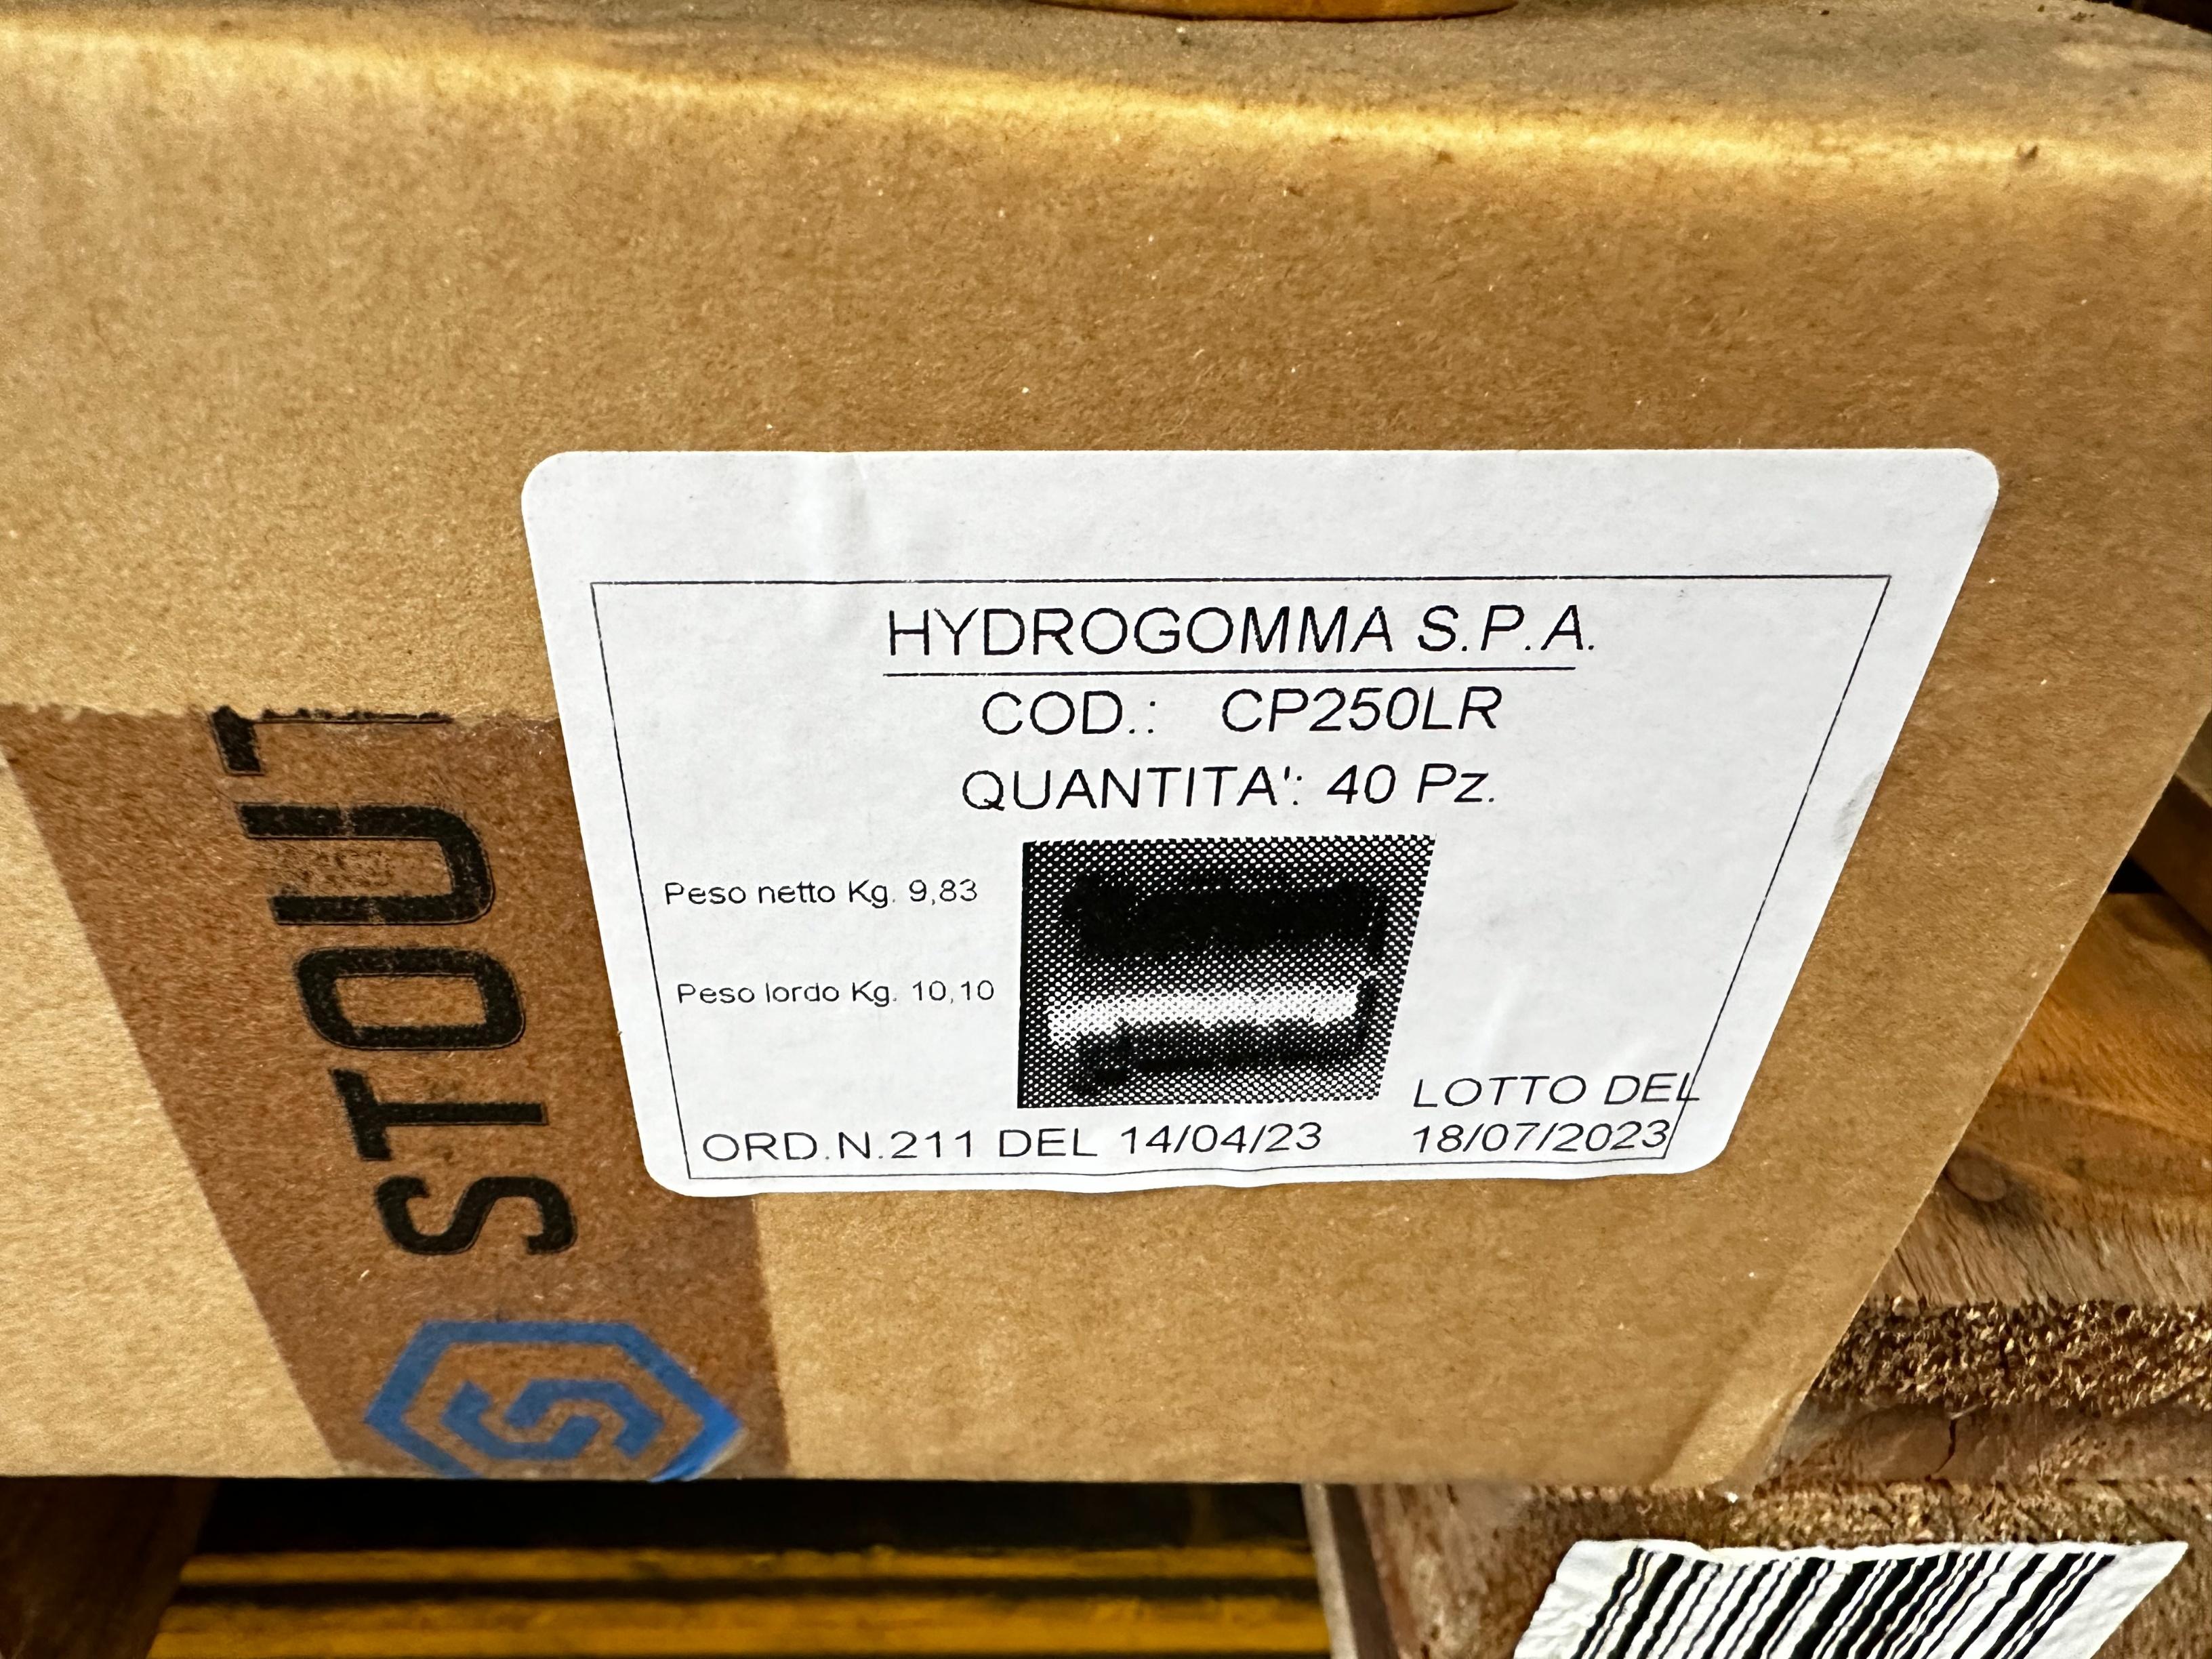 HYDROGOMMA S.P.A.
COD.: CP250LR
QUANTITA': 40 Pz.
Peso netto Kg. 9,83
Peso lordo Kg. 10,10
LOTTO DEL
ORD.N.211 DEL 14/04/23 18/07/2023
STOUT